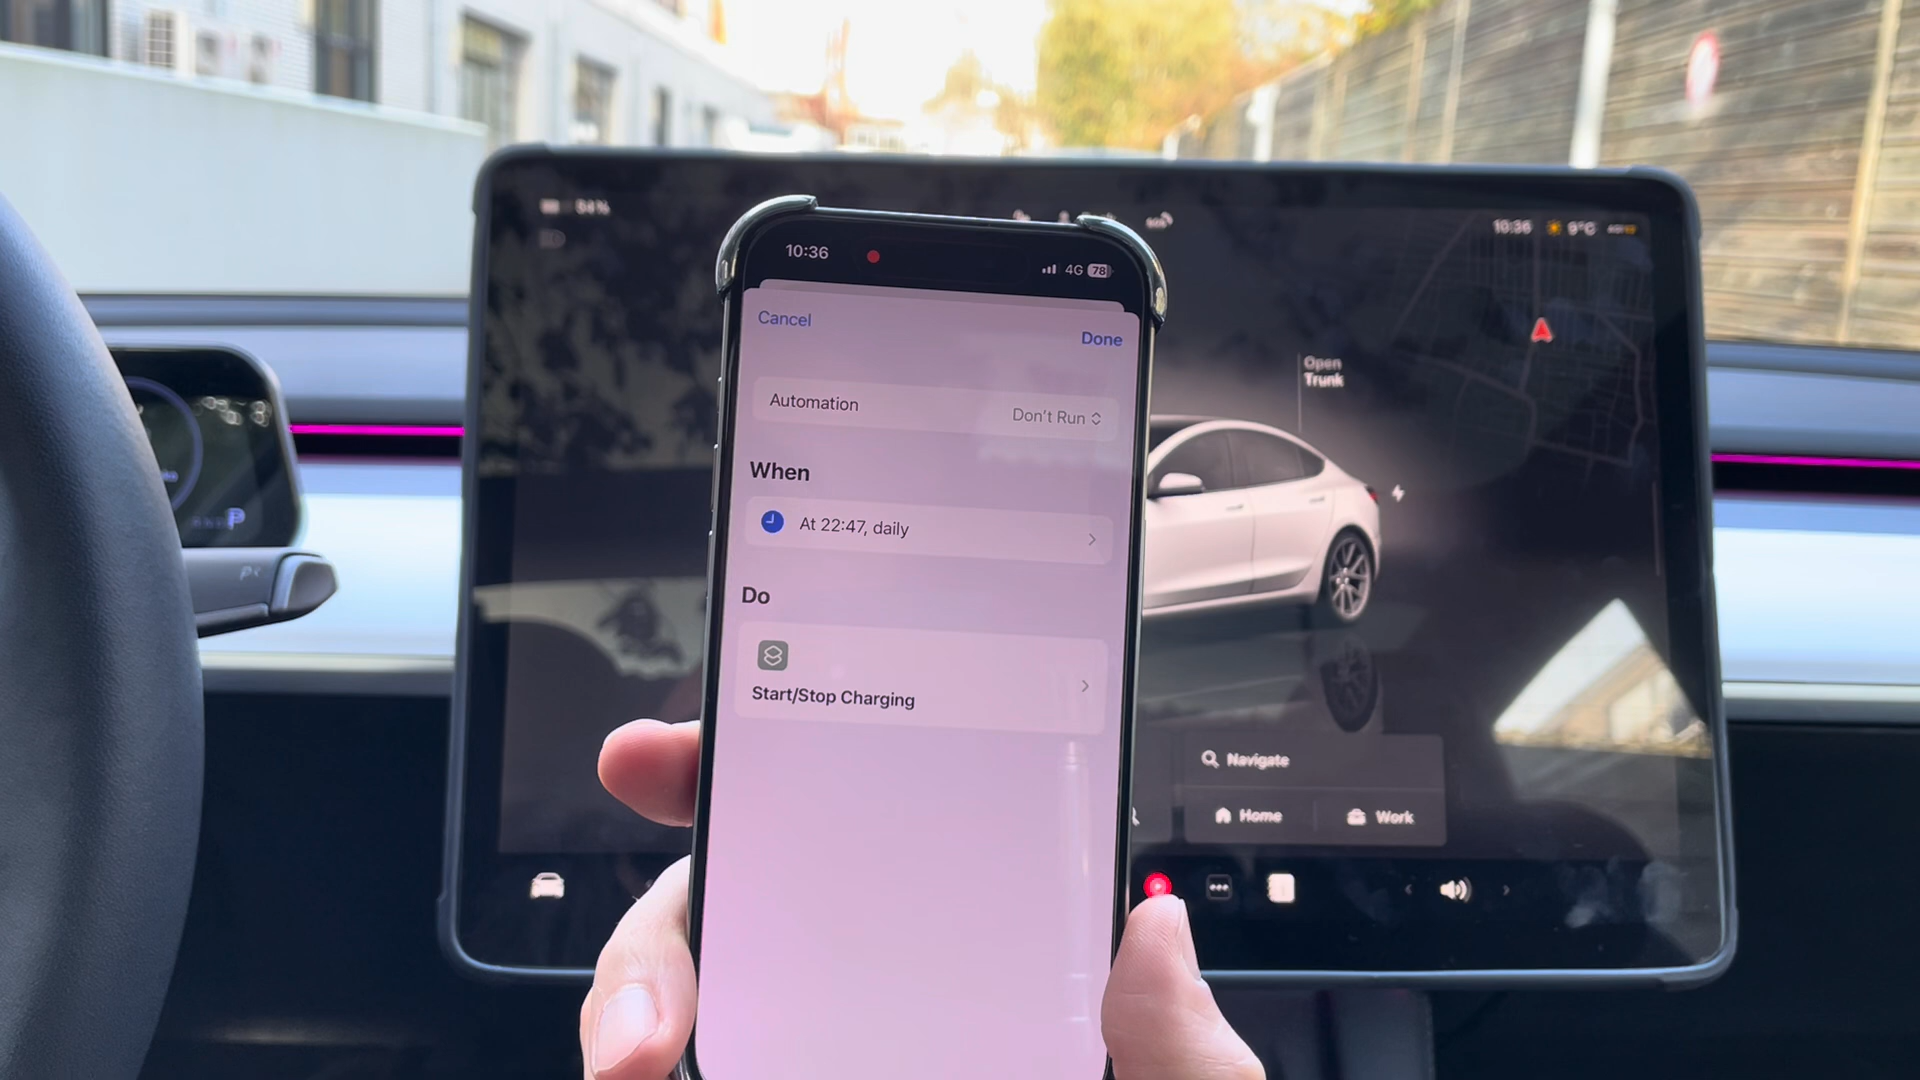 10:36
4G 78
Cancel
Done
Automation
Don't Run
When
At 22:47, daily
Do
Start/Stop Charging
10:36
9°C
Open
Trunk
Navigate
Home
Work
P